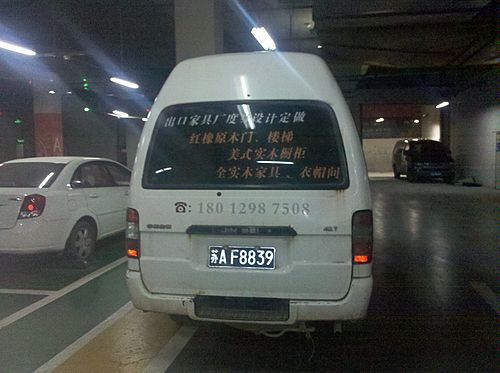 出口家具厂度身设计定做
红橡原木门、楼梯
美式实木橱柜
全实木家具、衣帽间
☎: 180 1298 7508
苏A F8839
A